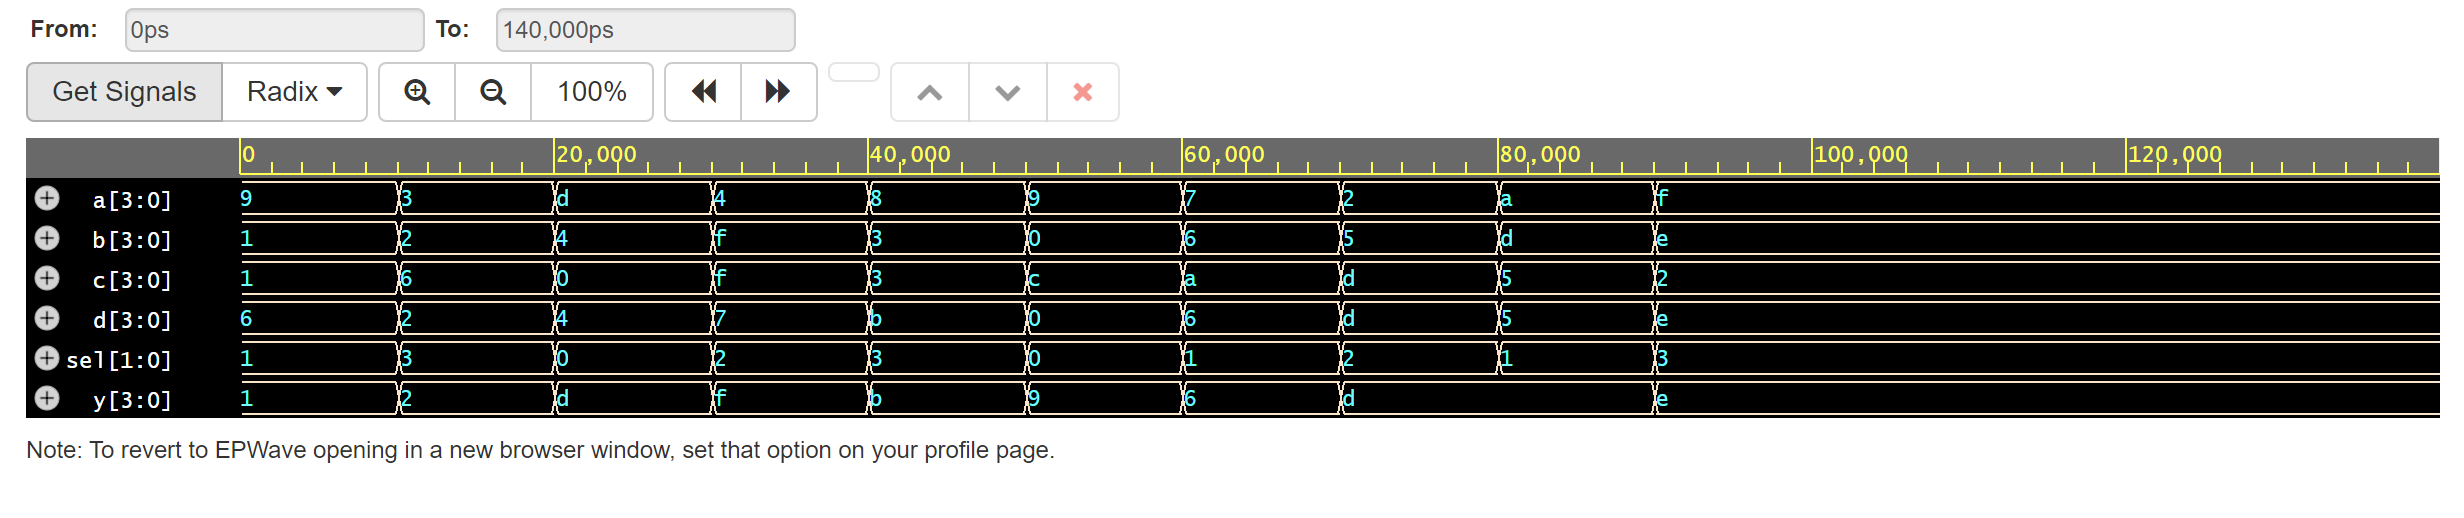 From: 0ps To: 140,000ps
Get Signals Radix 100%
0 20,000 40,000 60,000 80,000 100,000 120,000
a[3:0] 9 3 d 4 8 9 7 2 a f
b[3:0] 1 2 4 f 3 0 6 5 d e
c[3:0] 1 6 0 f 3 c a d 5 2
d[3:0] 6 2 4 7 b 0 6 d 5 e
sel[1:0] 1 3 0 2 3 0 1 2 1 3
y[3:0] 1 2 d f b 9 6 d e
Note: To revert to EPWave opening in a new browser window, set that option on your profile page.